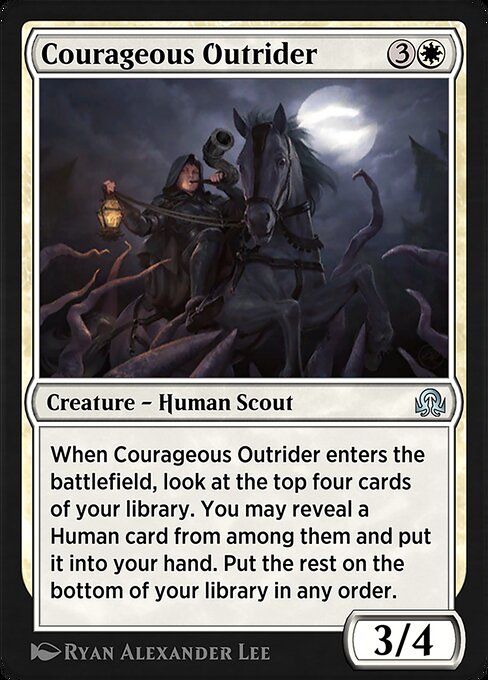 Courageous Outrider 3
Creature – Human Scout
When Courageous Outrider enters the
battlefield, look at the top four cards
of your library. You may reveal a
Human card from among them and put
it into your hand. Put the rest on the
bottom of your library in any order.
3/4
Ryan Alexander Lee